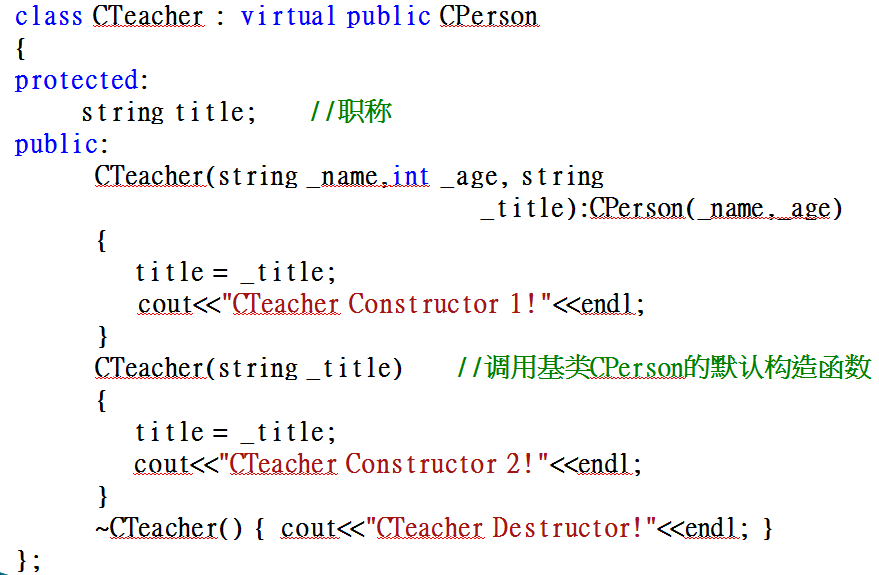 class CTeacher : virtual public CPerson
{
protected:
string title; //职称
public:
CTeacher(string _name,int _age, string
_title):CPerson(_name,_age)
{
title = _title;
cout<<"CTeacher Constructor 1!"<<endl;
}
CTeacher(string _title) //调用基类CPerson的默认构造函数
{
title = _title;
cout<<"CTeacher Constructor 2!"<<endl;
}
~CTeacher() { cout<<"CTeacher Destructor!"<<endl; }
};